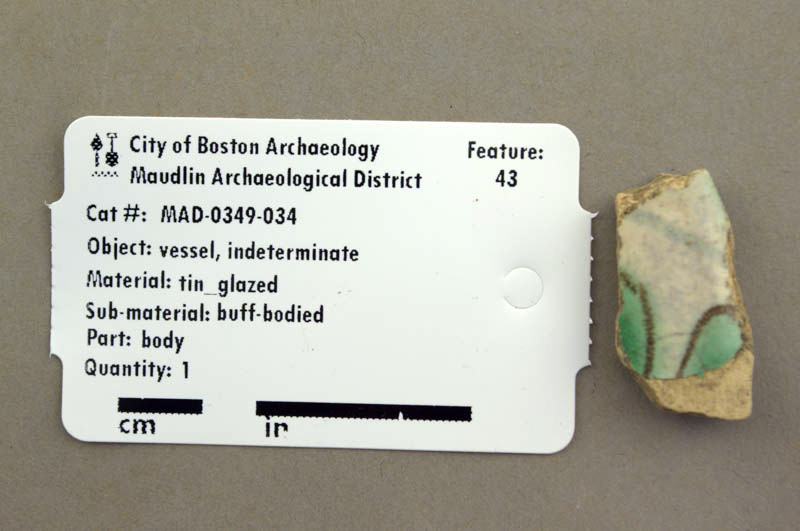 City of Boston Archaeology
Maudlin Archaeological District
Feature:
43
Cat #: MAD-0349-034
Object: vessel, indeterminate
Material: tin_glazed
Sub-material: buff-bodied
Part: body
Quantity: 1
cm
in